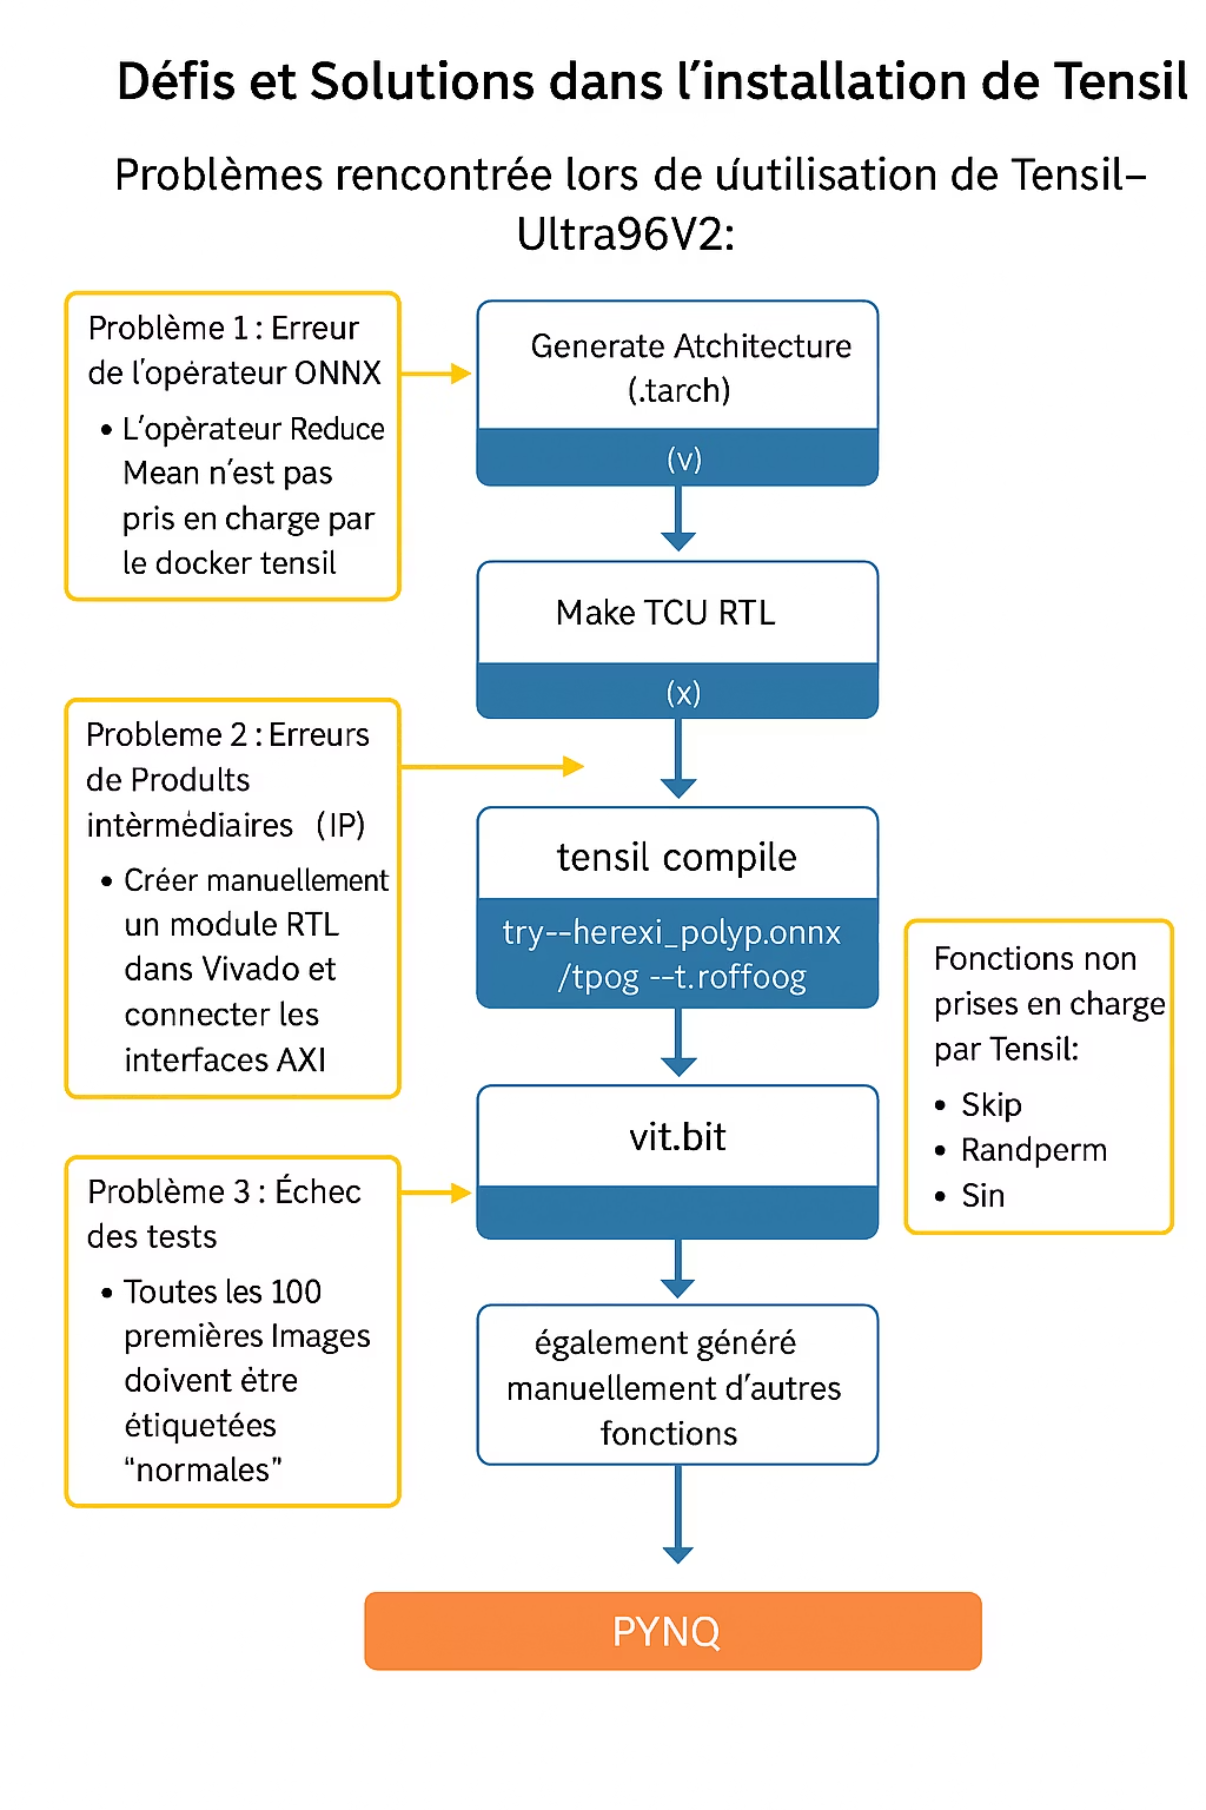 Défis et Solutions dans l'installation de Tensil
Problèmes rencontrée lors de úutilisation de Tensil–
Ultra96V2:
Problème 1 : Erreur
de l'opérateur ONNX
• L'opèrateur Reduce
Mean n'est pas
pris en charge par
le docker tensil
Generate Atchitecture
(.tarch)
(v)
Make TCU RTL
(x)
Probleme 2 : Erreurs
de Prodults
intèrmédiaires (IP)
• Créer manuellement
un module RTL
dans Vivado et
connecter les
interfaces AXI
tensil compile
try--herexi_polyp.onnx
/tpog --t.roffoog
Fonctions non
prises en charge
par Tensil:
• Skip
• Randperm
• Sin
vit.bit
Problème 3 : Échec
des tests
• Toutes les 100
premières Images
doivent être
étiquetées
“normales”
également généré
manuellement d'autres
fonctions
PYNQ